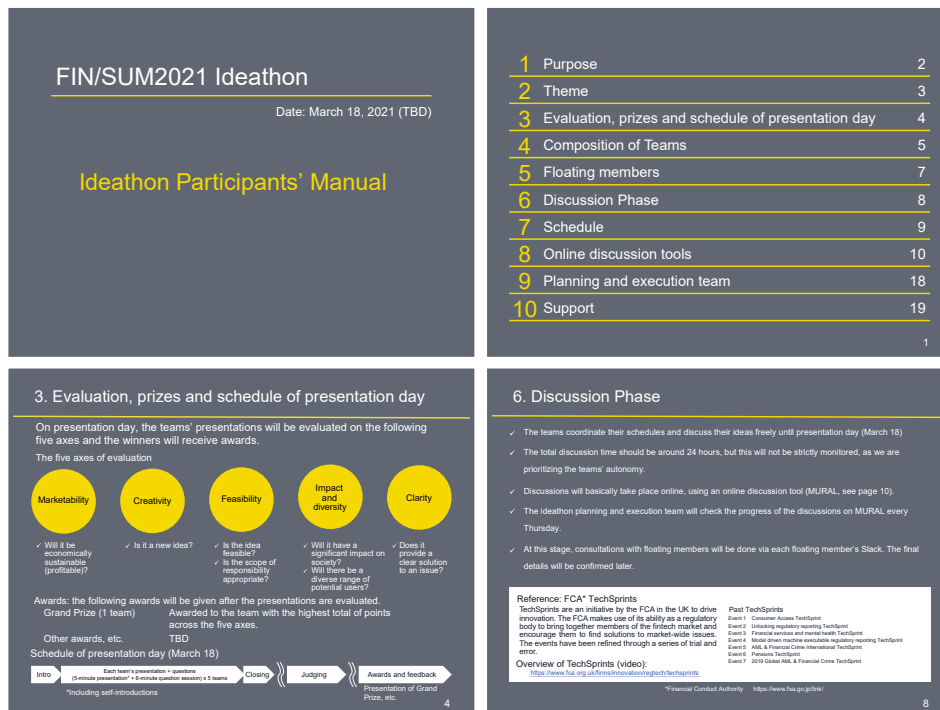 FIN/SUM2021 Ideathon
Date: March 18, 2021 (TBD)
Ideathon Participants’ Manual
1 Purpose 2
2 Theme 3
3 Evaluation, prizes and schedule of presentation day 4
4 Composition of Teams 5
5 Floating members 7
6 Discussion Phase 8
7 Schedule 9
8 Online discussion tools 10
9 Planning and execution team 18
10 Support 19
1
3. Evaluation, prizes and schedule of presentation day
On presentation day, the teams’ presentations will be evaluated on the following
five axes and the winners will receive awards.
The five axes of evaluation
Marketability
Creativity
Feasibility
Impact
and
diversity
Clarity
✓ Will it be
economically
sustainable
(profitable)?
✓ Is it a new idea?
✓ Is the idea
feasible?
✓ Is the scope of
responsibility
appropriate?
✓ Will it have a
significant impact on
society?
✓ Will there be a
diverse range of
potential users?
✓ Does it
provide a
clear solution
to an issue?
Awards: the following awards will be given after the presentations are evaluated.
Grand Prize (1 team) Awarded to the team with the highest total of points
across the five axes.
Other awards, etc. TBD
Schedule of presentation day (March 18)
Intro
Each team’s presentation + questions
(5-minute presentation* + 6-minute question session) x 5 teams
Closing
Judging
Awards and feedback
*Including self-introductions
Presentation of Grand
Prize, etc.
4
6. Discussion Phase
✓ The teams coordinate their schedules and discuss their ideas freely until presentation day (March 18)
✓ The total discussion time should be around 24 hours, but this will not be strictly monitored, as we are
prioritizing the teams’ autonomy.
✓ Discussions will basically take place online, using an online discussion tool (MURAL, see page 10).
✓ The ideathon planning and execution team will check the progress of the discussions on MURAL every
Thursday.
✓ At this stage, consultations with floating members will be done via each floating member’s Slack. The final
details will be confirmed later.
Reference: FCA* TechSprints
TechSprints are an initiative by the FCA in the UK to drive
innovation. The FCA makes use of its ability as a regulatory
body to bring together members of the fintech market and
encourage them to find solutions to market-wide issues.
The events have been refined through a series of trial and
error.
Overview of TechSprints (video):
https://www.fca.org.uk/firms/innovation/regtech/techsprints
Past TechSprints
Event 1 Consumer Access TechSprint
Event 2 Unlocking regulatory reporting TechSprint
Event 3 Financial services and mental health TechSprint
Event 4 Model driven machine executable regulatory reporting TechSprint
Event 5 AML & Financial Crime International TechSprint
Event 6 Pensions TechSprint
Event 7 2019 Global AML & Financial Crime TechSprint
*Financial Conduct Authority https://www.fsa.go.jp/link/
8